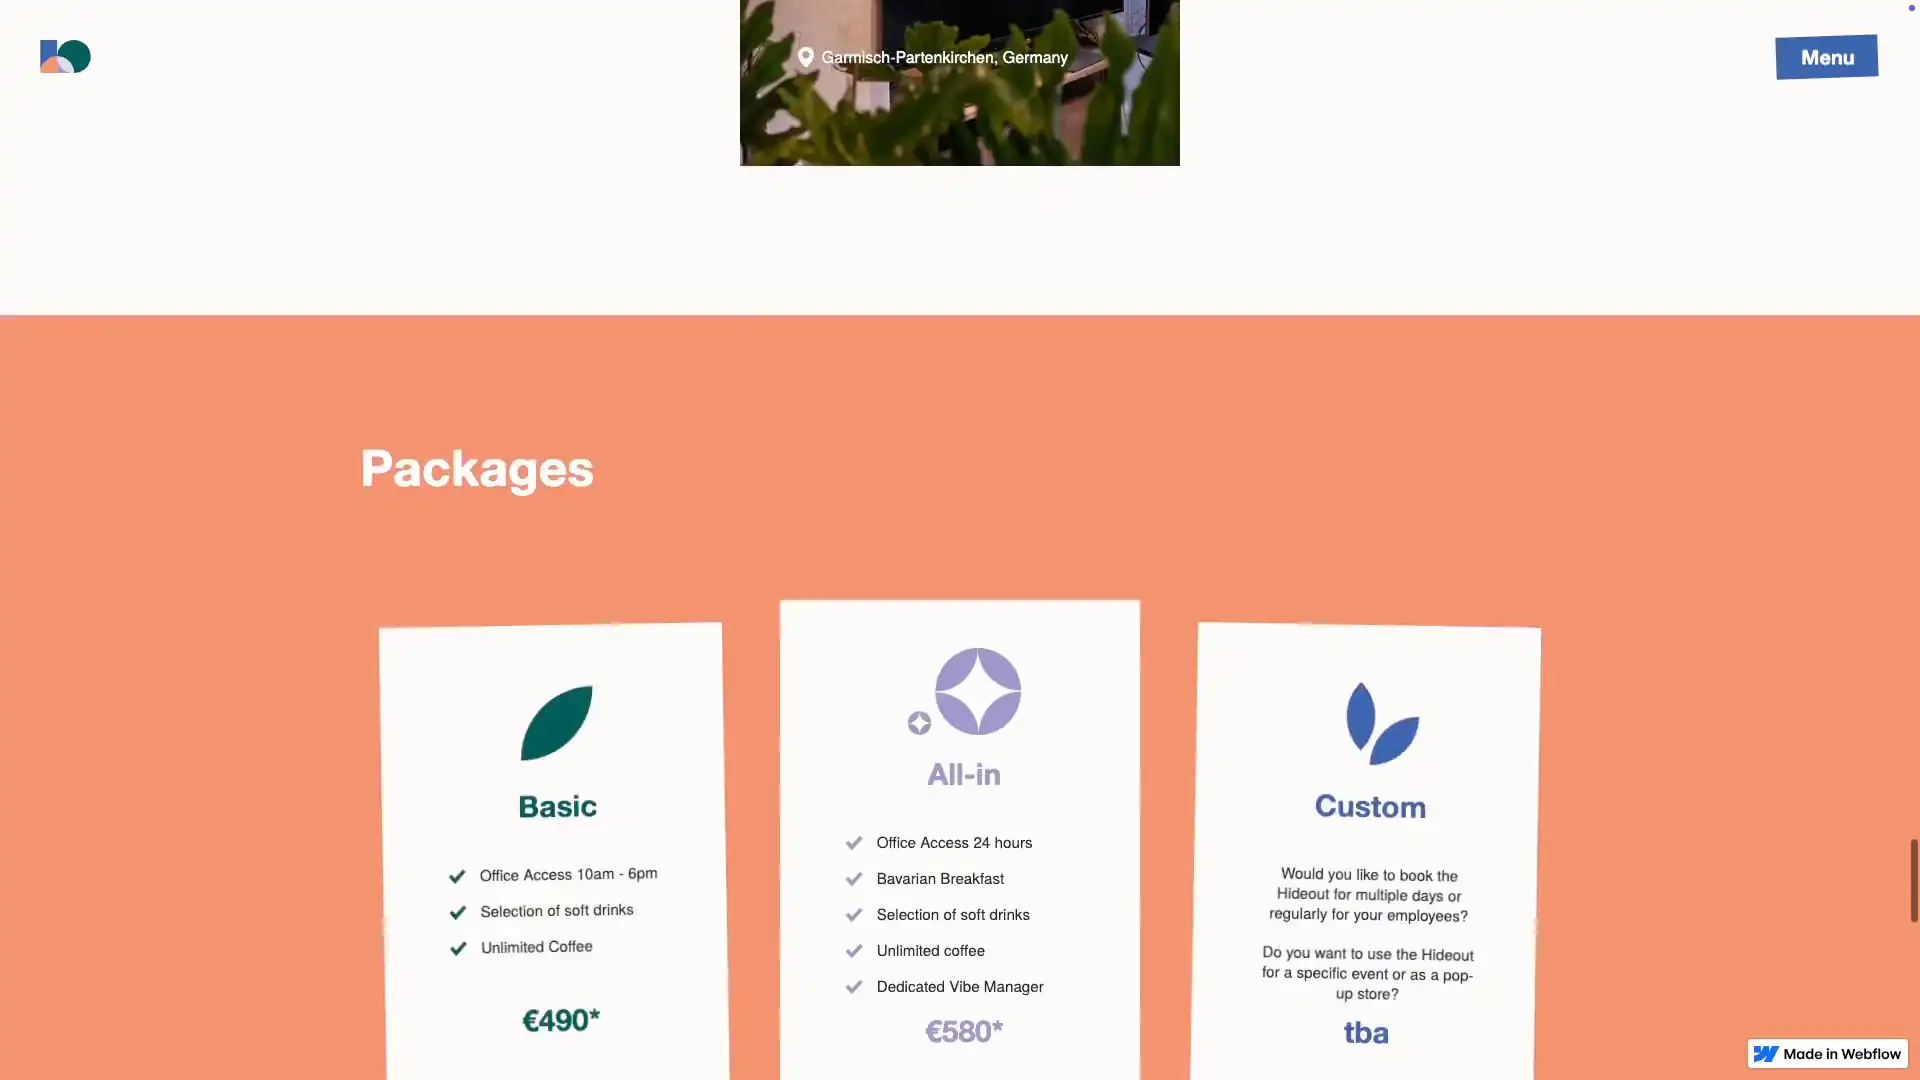 Garmisch-Partenkirchen, Germany
Menu
Packages
Basic
Office Access 10am - 6pm
Selection of soft drinks
Unlimited Coffee
€490*
All-in
Office Access 24 hours
Bavarian Breakfast
Selection of soft drinks
Unlimited coffee
Dedicated Vibe Manager
€580*
Custom
Would you like to book the
Hideout for multiple days or
regularly for your employees?
Do you want to use the Hideout
for a specific event or as a pop-
up store?
tba
Made in Webflow